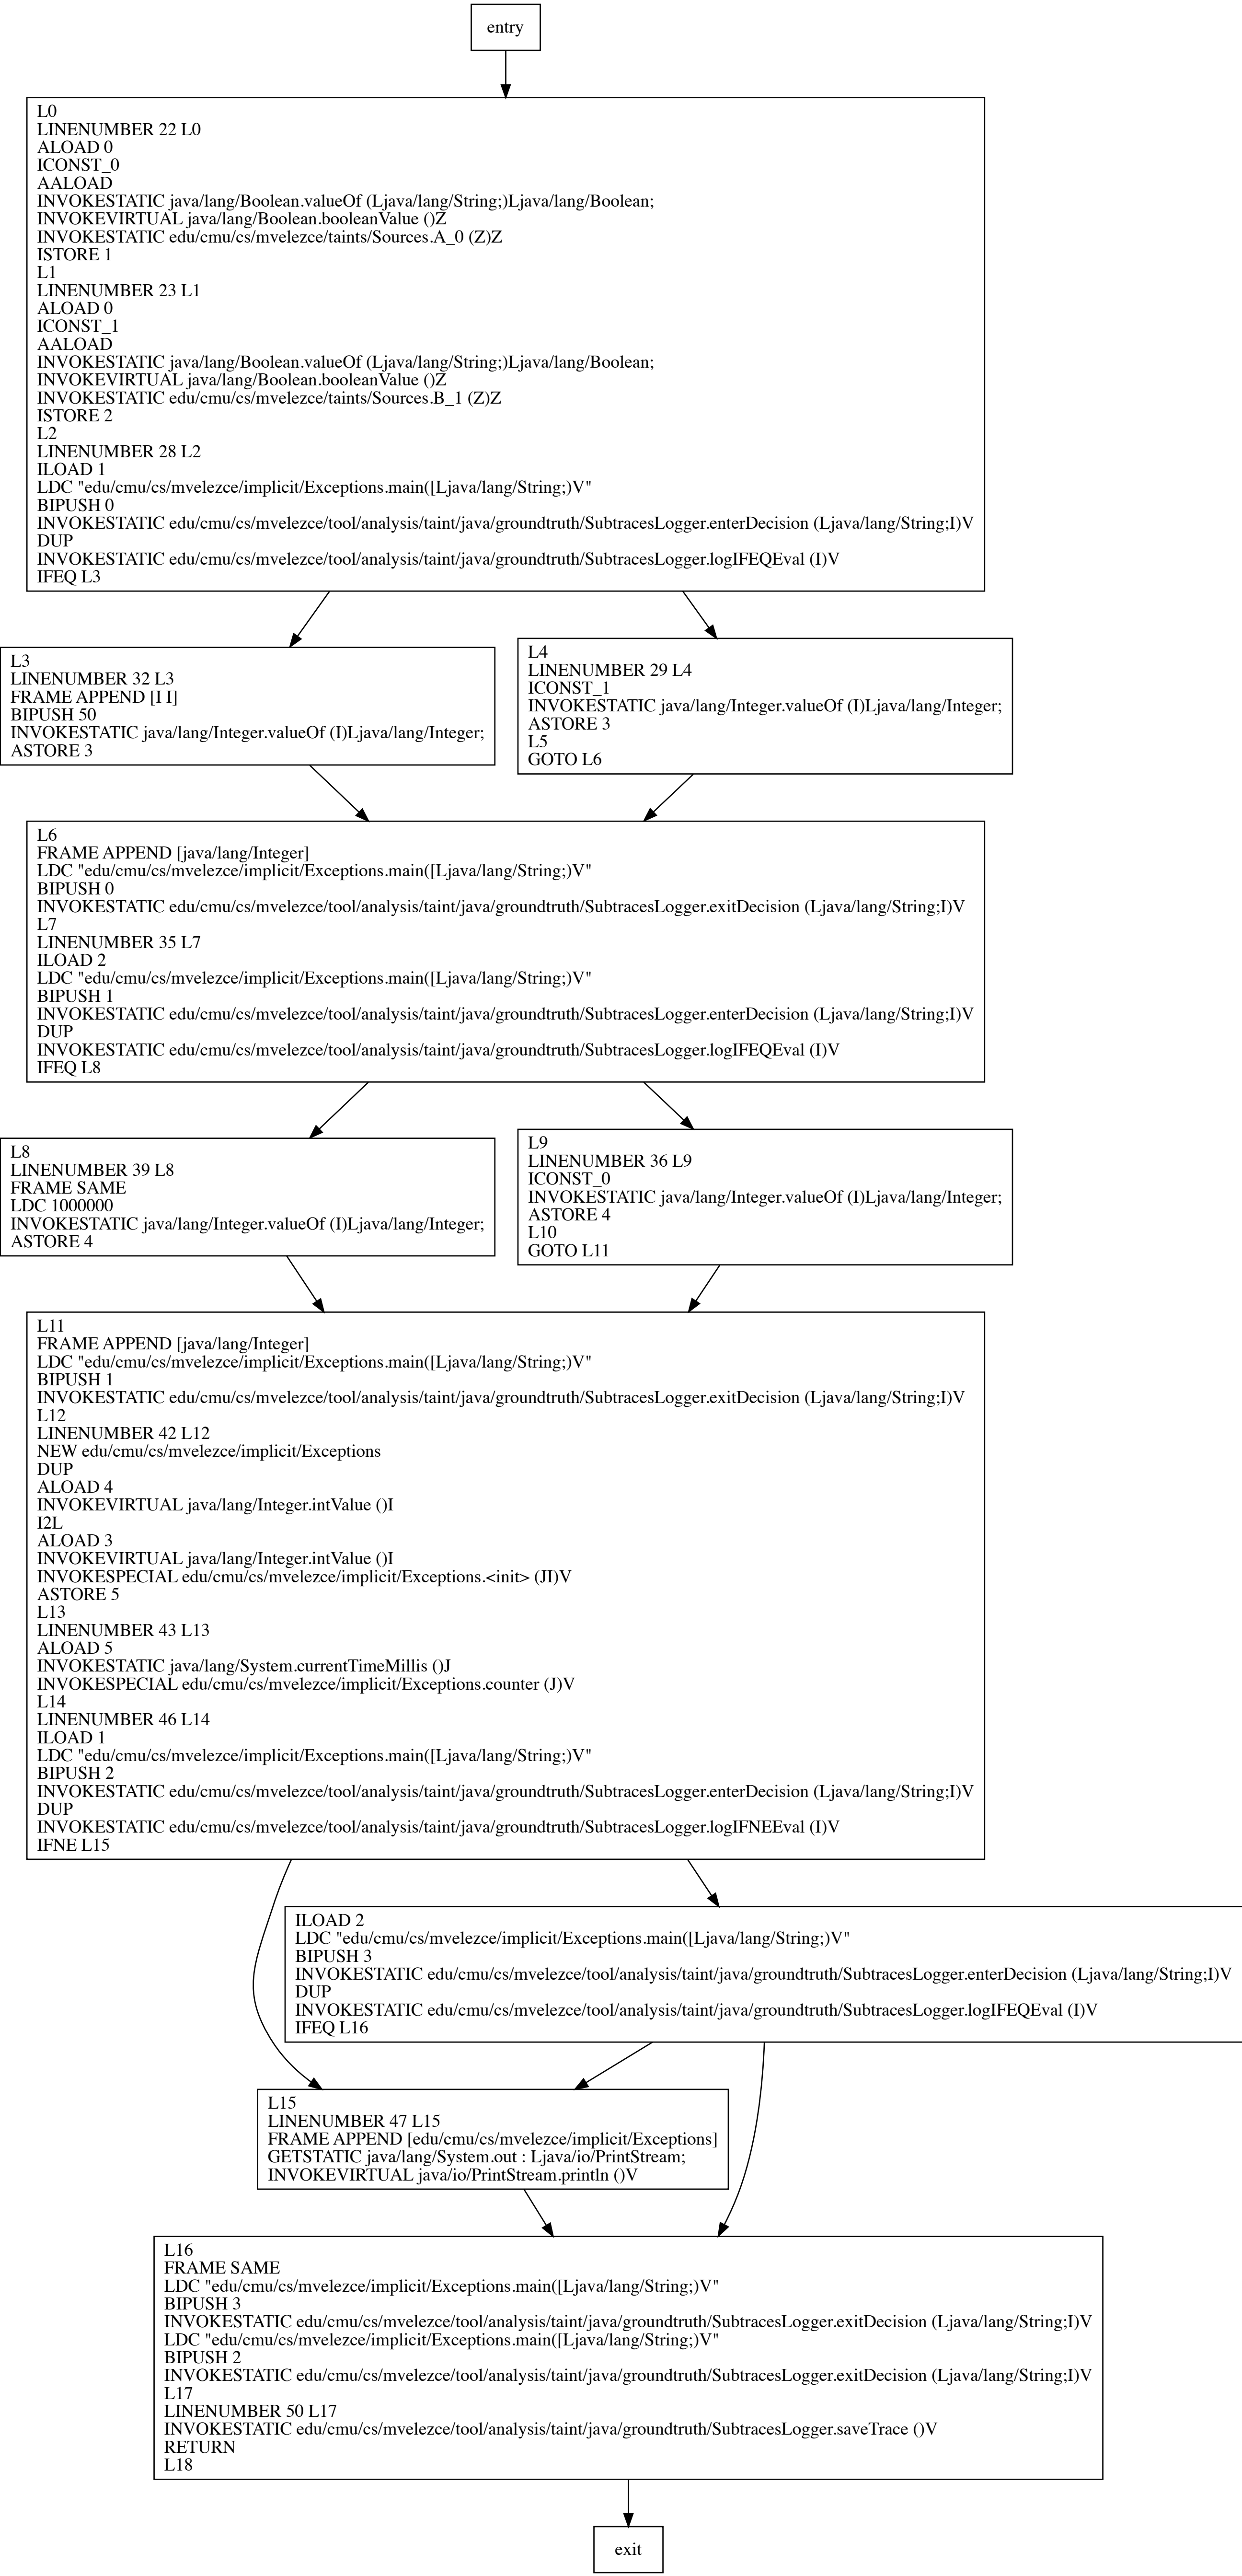 entry
L0
LINENUMBER 22 L0
ALOAD 0
ICONST_0
AALOAD
INVOKESTATIC java/lang/Boolean.valueOf (Ljava/lang/String;)Ljava/lang/Boolean;
INVOKEVIRTUAL java/lang/Boolean.booleanValue ()Z
INVOKESTATIC edu/cmu/cs/mvelezce/taints/Sources.A_0 (Z)Z
ISTORE 1
L1
LINENUMBER 23 L1
ALOAD 0
ICONST_1
AALOAD
INVOKESTATIC java/lang/Boolean.valueOf (Ljava/lang/String;)Ljava/lang/Boolean;
INVOKEVIRTUAL java/lang/Boolean.booleanValue ()Z
INVOKESTATIC edu/cmu/cs/mvelezce/taints/Sources.B_1 (Z)Z
ISTORE 2
L2
LINENUMBER 28 L2
ILOAD 1
LDC "edu/cmu/cs/mvelezce/implicit/Exceptions.main([Ljava/lang/String;)V"
BIPUSH 0
INVOKESTATIC edu/cmu/cs/mvelezce/tool/analysis/taint/java/groundtruth/SubtracesLogger.enterDecision (Ljava/lang/String;I)V
DUP
INVOKESTATIC edu/cmu/cs/mvelezce/tool/analysis/taint/java/groundtruth/SubtracesLogger.logIFEQEval (I)V
IFEQ L3
L3
LINENUMBER 32 L3
FRAME APPEND [I I]
BIPUSH 50
INVOKESTATIC java/lang/Integer.valueOf (I)Ljava/lang/Integer;
ASTORE 3
L4
LINENUMBER 29 L4
ICONST_1
INVOKESTATIC java/lang/Integer.valueOf (I)Ljava/lang/Integer;
ASTORE 3
L5
GOTO L6
L6
FRAME APPEND [java/lang/Integer]
LDC "edu/cmu/cs/mvelezce/implicit/Exceptions.main([Ljava/lang/String;)V"
BIPUSH 0
INVOKESTATIC edu/cmu/cs/mvelezce/tool/analysis/taint/java/groundtruth/SubtracesLogger.exitDecision (Ljava/lang/String;I)V
L7
LINENUMBER 35 L7
ILOAD 2
LDC "edu/cmu/cs/mvelezce/implicit/Exceptions.main([Ljava/lang/String;)V"
BIPUSH 1
INVOKESTATIC edu/cmu/cs/mvelezce/tool/analysis/taint/java/groundtruth/SubtracesLogger.enterDecision (Ljava/lang/String;I)V
DUP
INVOKESTATIC edu/cmu/cs/mvelezce/tool/analysis/taint/java/groundtruth/SubtracesLogger.logIFEQEval (I)V
IFEQ L8
L8
LINENUMBER 39 L8
FRAME SAME
LDC 1000000
INVOKESTATIC java/lang/Integer.valueOf (I)Ljava/lang/Integer;
ASTORE 4
L9
LINENUMBER 36 L9
ICONST_0
INVOKESTATIC java/lang/Integer.valueOf (I)Ljava/lang/Integer;
ASTORE 4
L10
GOTO L11
L11
FRAME APPEND [java/lang/Integer]
LDC "edu/cmu/cs/mvelezce/implicit/Exceptions.main([Ljava/lang/String;)V"
BIPUSH 1
INVOKESTATIC edu/cmu/cs/mvelezce/tool/analysis/taint/java/groundtruth/SubtracesLogger.exitDecision (Ljava/lang/String;I)V
L12
LINENUMBER 42 L12
NEW edu/cmu/cs/mvelezce/implicit/Exceptions
DUP
ALOAD 4
INVOKEVIRTUAL java/lang/Integer.intValue ()I
I2L
ALOAD 3
INVOKEVIRTUAL java/lang/Integer.intValue ()I
INVOKESPECIAL edu/cmu/cs/mvelezce/implicit/Exceptions.<init> (JI)V
ASTORE 5
L13
LINENUMBER 43 L13
ALOAD 5
INVOKESTATIC java/lang/System.currentTimeMillis ()J
INVOKESPECIAL edu/cmu/cs/mvelezce/implicit/Exceptions.counter (J)V
L14
LINENUMBER 46 L14
ILOAD 1
LDC "edu/cmu/cs/mvelezce/implicit/Exceptions.main([Ljava/lang/String;)V"
BIPUSH 2
INVOKESTATIC edu/cmu/cs/mvelezce/tool/analysis/taint/java/groundtruth/SubtracesLogger.enterDecision (Ljava/lang/String;I)V
DUP
INVOKESTATIC edu/cmu/cs/mvelezce/tool/analysis/taint/java/groundtruth/SubtracesLogger.logIFNEEval (I)V
IFNE L15
ILOAD 2
LDC "edu/cmu/cs/mvelezce/implicit/Exceptions.main([Ljava/lang/String;)V"
BIPUSH 3
INVOKESTATIC edu/cmu/cs/mvelezce/tool/analysis/taint/java/groundtruth/SubtracesLogger.enterDecision (Ljava/lang/String;I)V
DUP
INVOKESTATIC edu/cmu/cs/mvelezce/tool/analysis/taint/java/groundtruth/SubtracesLogger.logIFEQEval (I)V
IFEQ L16
L15
LINENUMBER 47 L15
FRAME APPEND [edu/cmu/cs/mvelezce/implicit/Exceptions]
GETSTATIC java/lang/System.out : Ljava/io/PrintStream;
INVOKEVIRTUAL java/io/PrintStream.println ()V
L16
FRAME SAME
LDC "edu/cmu/cs/mvelezce/implicit/Exceptions.main([Ljava/lang/String;)V"
BIPUSH 3
INVOKESTATIC edu/cmu/cs/mvelezce/tool/analysis/taint/java/groundtruth/SubtracesLogger.exitDecision (Ljava/lang/String;I)V
LDC "edu/cmu/cs/mvelezce/implicit/Exceptions.main([Ljava/lang/String;)V"
BIPUSH 2
INVOKESTATIC edu/cmu/cs/mvelezce/tool/analysis/taint/java/groundtruth/SubtracesLogger.exitDecision (Ljava/lang/String;I)V
L17
LINENUMBER 50 L17
INVOKESTATIC edu/cmu/cs/mvelezce/tool/analysis/taint/java/groundtruth/SubtracesLogger.saveTrace ()V
RETURN
L18
exit